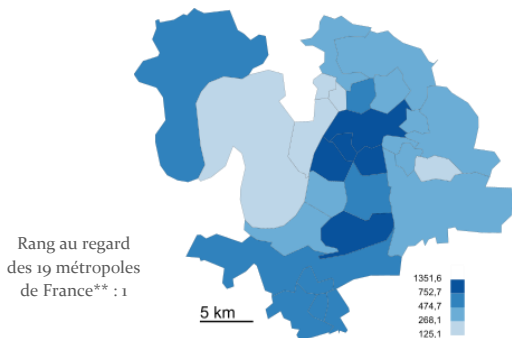 Rang au regard
des 19 métropoles
de France** : 1
5 km
1351,6
752,7
474,7
268,1
125,1